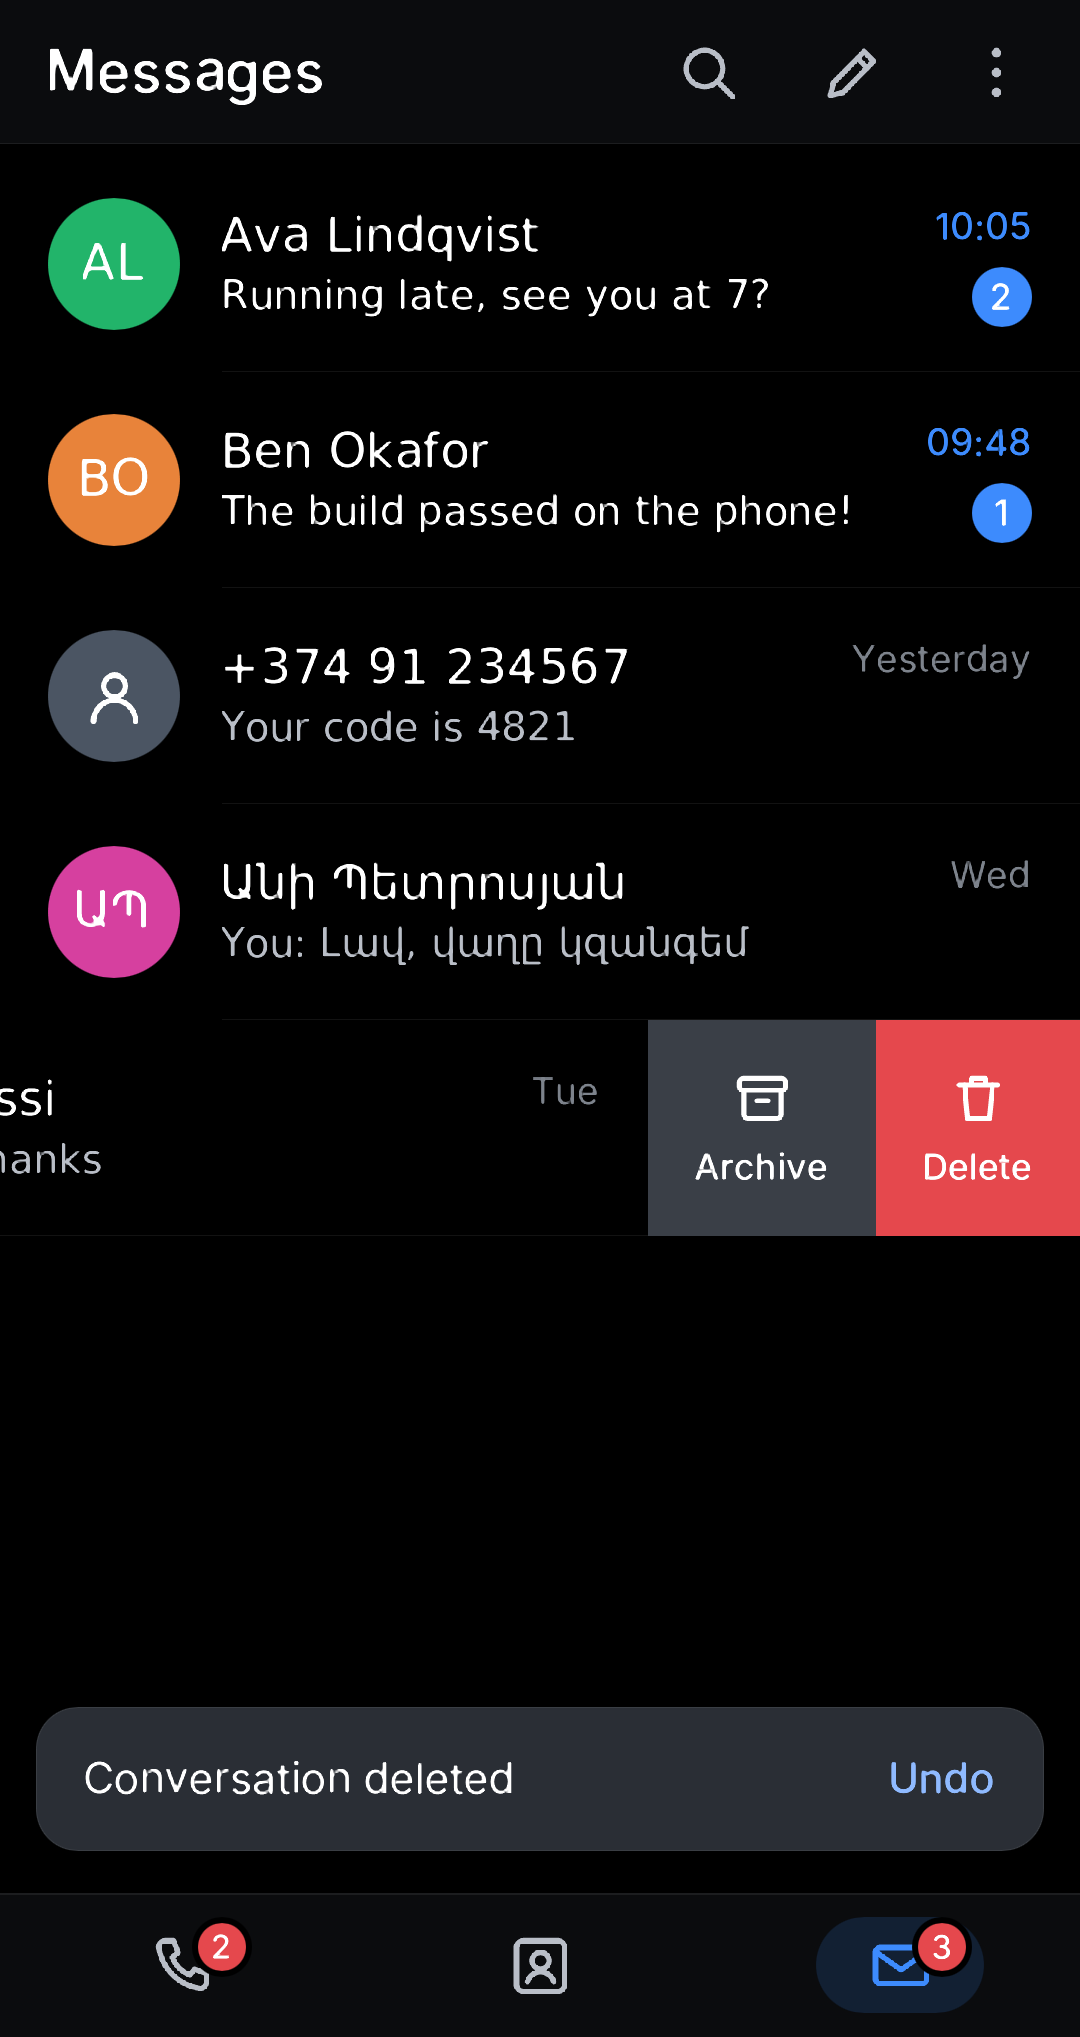 Messages
AL
Ava Lindqvist
10:05
Running late, see you at 7?
2
BO
Ben Okafor
09:48
The build passed on the phone!
1
+374 91 234567
Yesterday
Your code is 4821
ԱՊ
Անի Պետրոսյան
Wed
You: Լավ, վաղը կզանգեմ
ssi
Tue
hanks
Archive
Delete
Conversation deleted
Undo
2
3